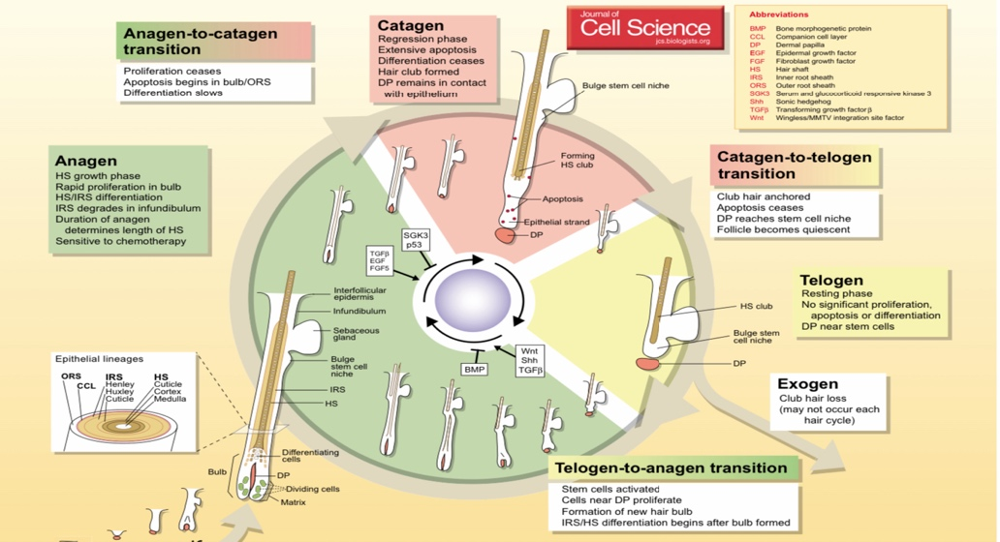 Anagen-to-catagen
transition
Proliferation ceases
Apoptosis begins in bulb/ORS
Differentiation slows
Catagen
Regression phase
Extensive apoptosis
Differentiation ceases
Hair club formed
DP remains in contact
with epithelium
Journal of
Cell Science
jcs.biologists.org
Abbreviations
BMP Bone morphogenetic protein
CCL Companion cell layer
DP Dermal papilla
EGF Epidermal growth factor
FGF Fibroblast growth factor
HS Hair shaft
IRS Inner root sheath
ORS Outer root sheath
SGK3 Serum and glucocorticoid responsive kinase 3
Shh Sonic hedgehog
TGFβ Transforming growth factor β
Wnt Wingless/MMTV integration site factor
Bulge stem cell niche
Forming
HS club
Apoptosis
Epithelial strand
DP
Anagen
HS growth phase
Rapid proliferation in bulb
HS/IRS differentiation
IRS degrades in infundibulum
Duration of anagen
determines length of HS
Sensitive to chemotherapy
Catagen-to-telogen
transition
Club hair anchored
Apoptosis ceases
DP reaches stem cell niche
Follicle becomes quiescent
SGK3
p53
TGFβ
EGF
FGF5
Telogen
Resting phase
No significant proliferation,
apoptosis or differentiation
DP near stem cells
HS club
Bulge stem
cell niche
DP
Interfollicular
epidermis
Infundibulum
Sebaceous
gland
Bulge
stem cell
niche
IRS
HS
Wnt
Shh
TGFβ
BMP
Exogen
Club hair loss
(may not occur each
hair cycle)
Epithelial lineages
ORS
CCL
IRS
Henley
Huxley
Cuticle
HS
Cuticle
Cortex
Medulla
Differentiating
cells
Bulb
DP
Dividing cells
Matrix
Telogen-to-anagen transition
Stem cells activated
Cells near DP proliferate
Formation of new hair bulb
IRS/HS differentiation begins after bulb formed